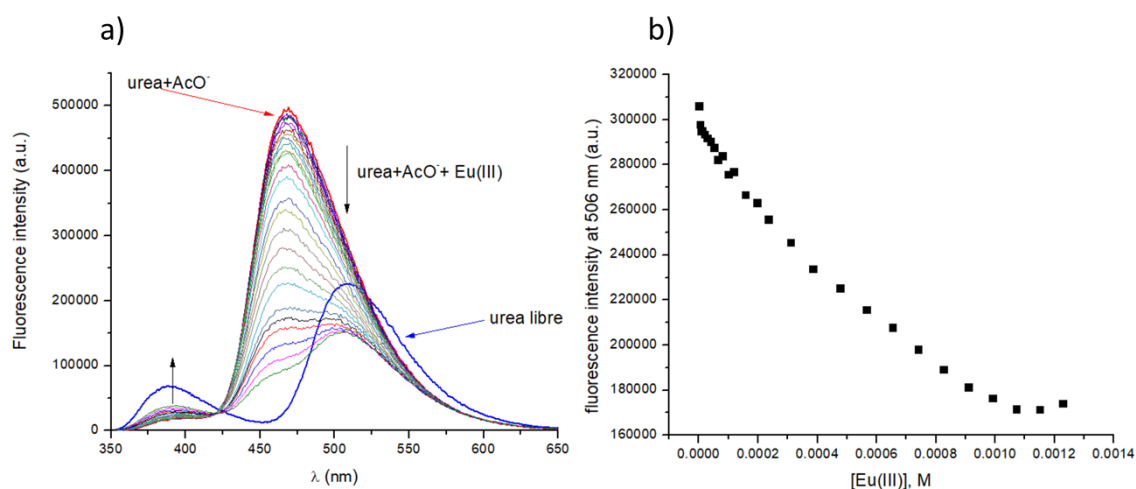 a)
urea+AcO⁻
urea+AcO⁻+ Eu(III)
urea libre
Fluorescence intensity (a.u.)
500000
400000
300000
200000
100000
0
350 400 450 500 550 600 650
λ (nm)
b)
fluorescence intensity at 506 nm (a.u.)
320000
300000
280000
260000
240000
220000
200000
180000
160000
0.0000 0.0002 0.0004 0.0006 0.0008 0.0010 0.0012 0.0014
[Eu(III)], M